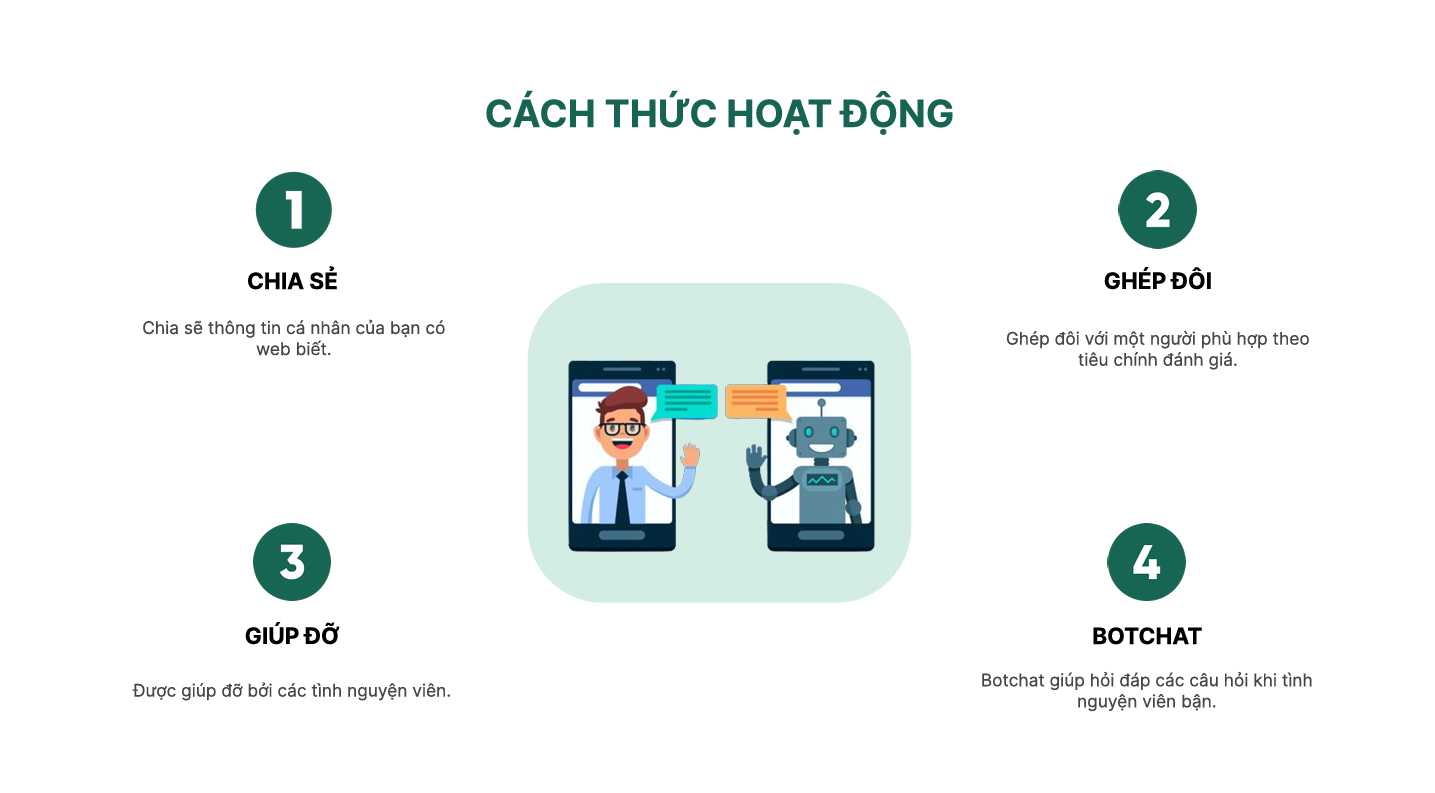 CÁCH THỨC HOẠT ĐỘNG
1
CHIA SẺ
Chia sẽ thông tin cá nhân của bạn có
web biết.
2
GHÉP ĐÔI
Ghép đôi với một người phù hợp theo
tiêu chính đánh giá.
3
GIÚP ĐỠ
Được giúp đỡ bởi các tình nguyện viên.
4
BOTCHAT
Botchat giúp hỏi đáp các câu hỏi khi tình
nguyện viên bận.